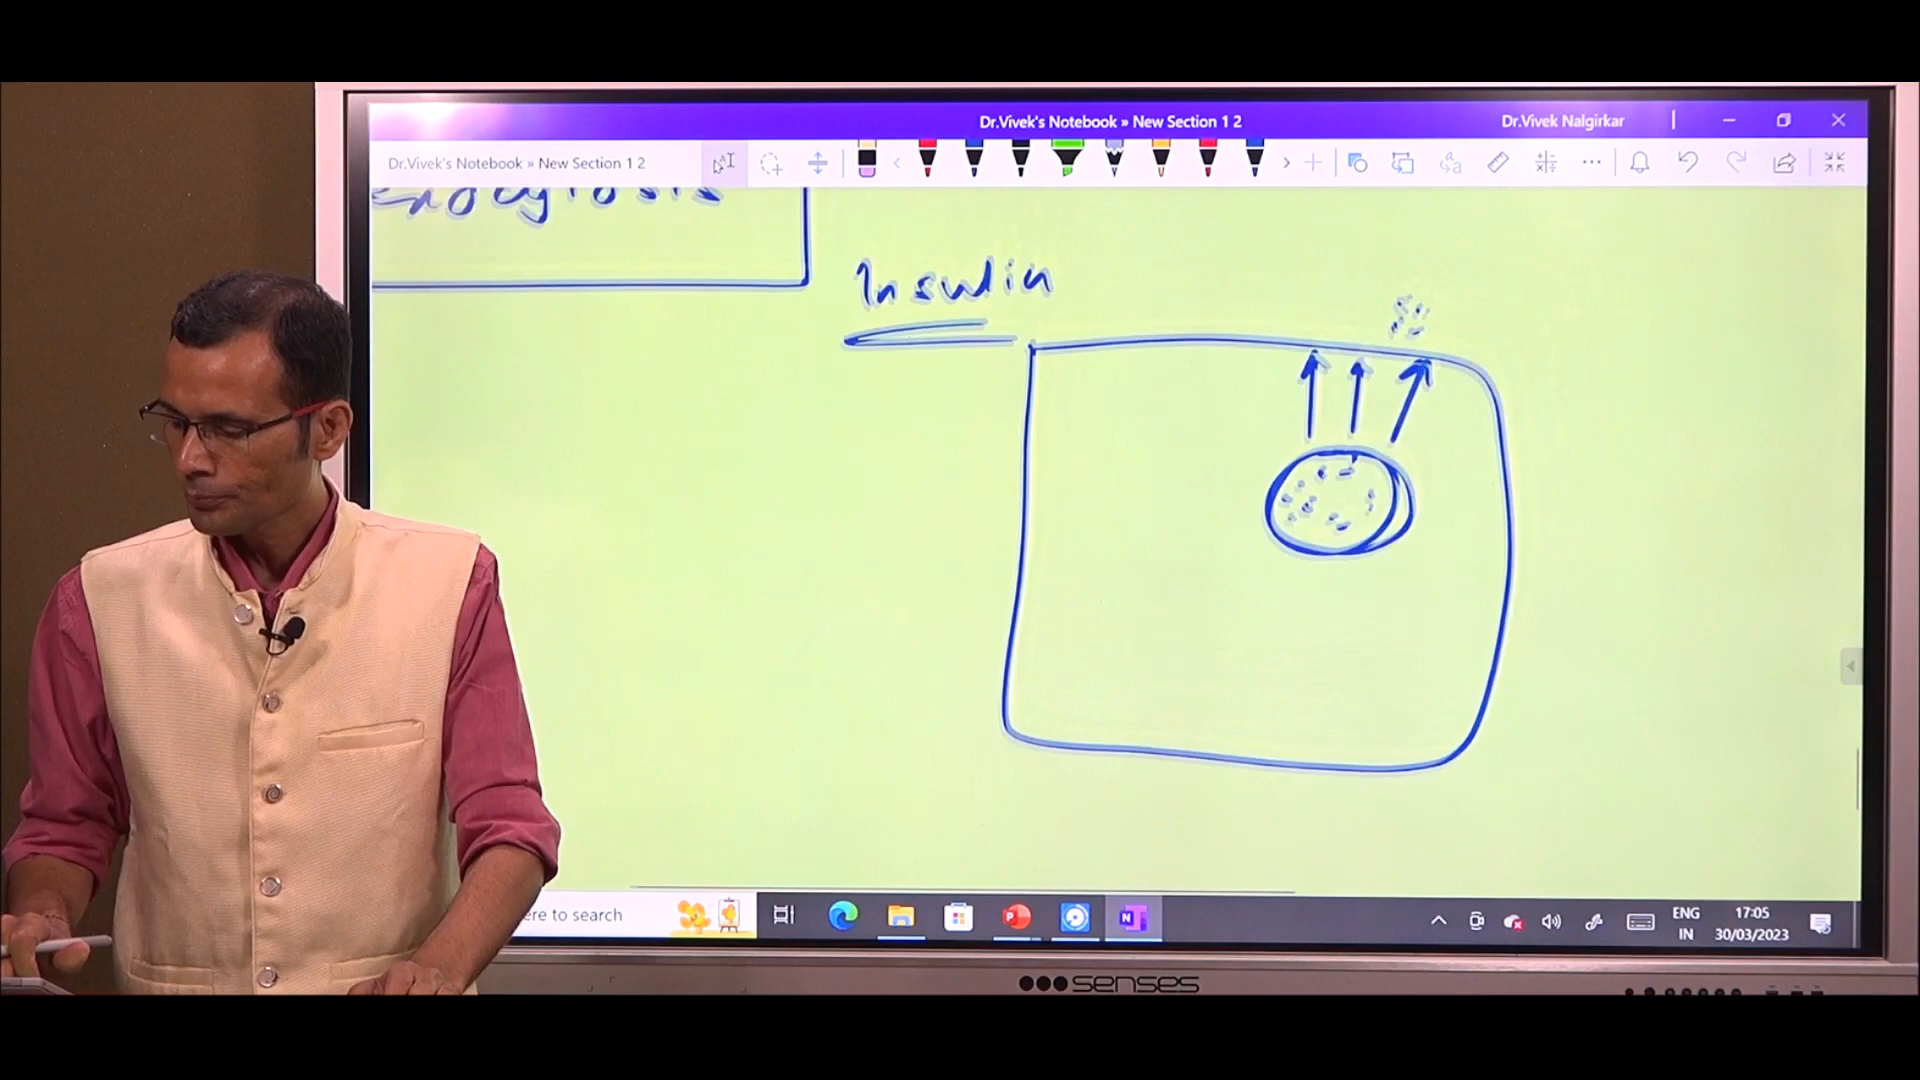 Dr.Vivek's Notebook » New Section 1 2
Dr.Vivek Nalgirkar
Dr.Vivek's Notebook » New Section 1 2
exocytosis
Insulin
ere to search
ENG
IN
17:05
30/03/2023
senses